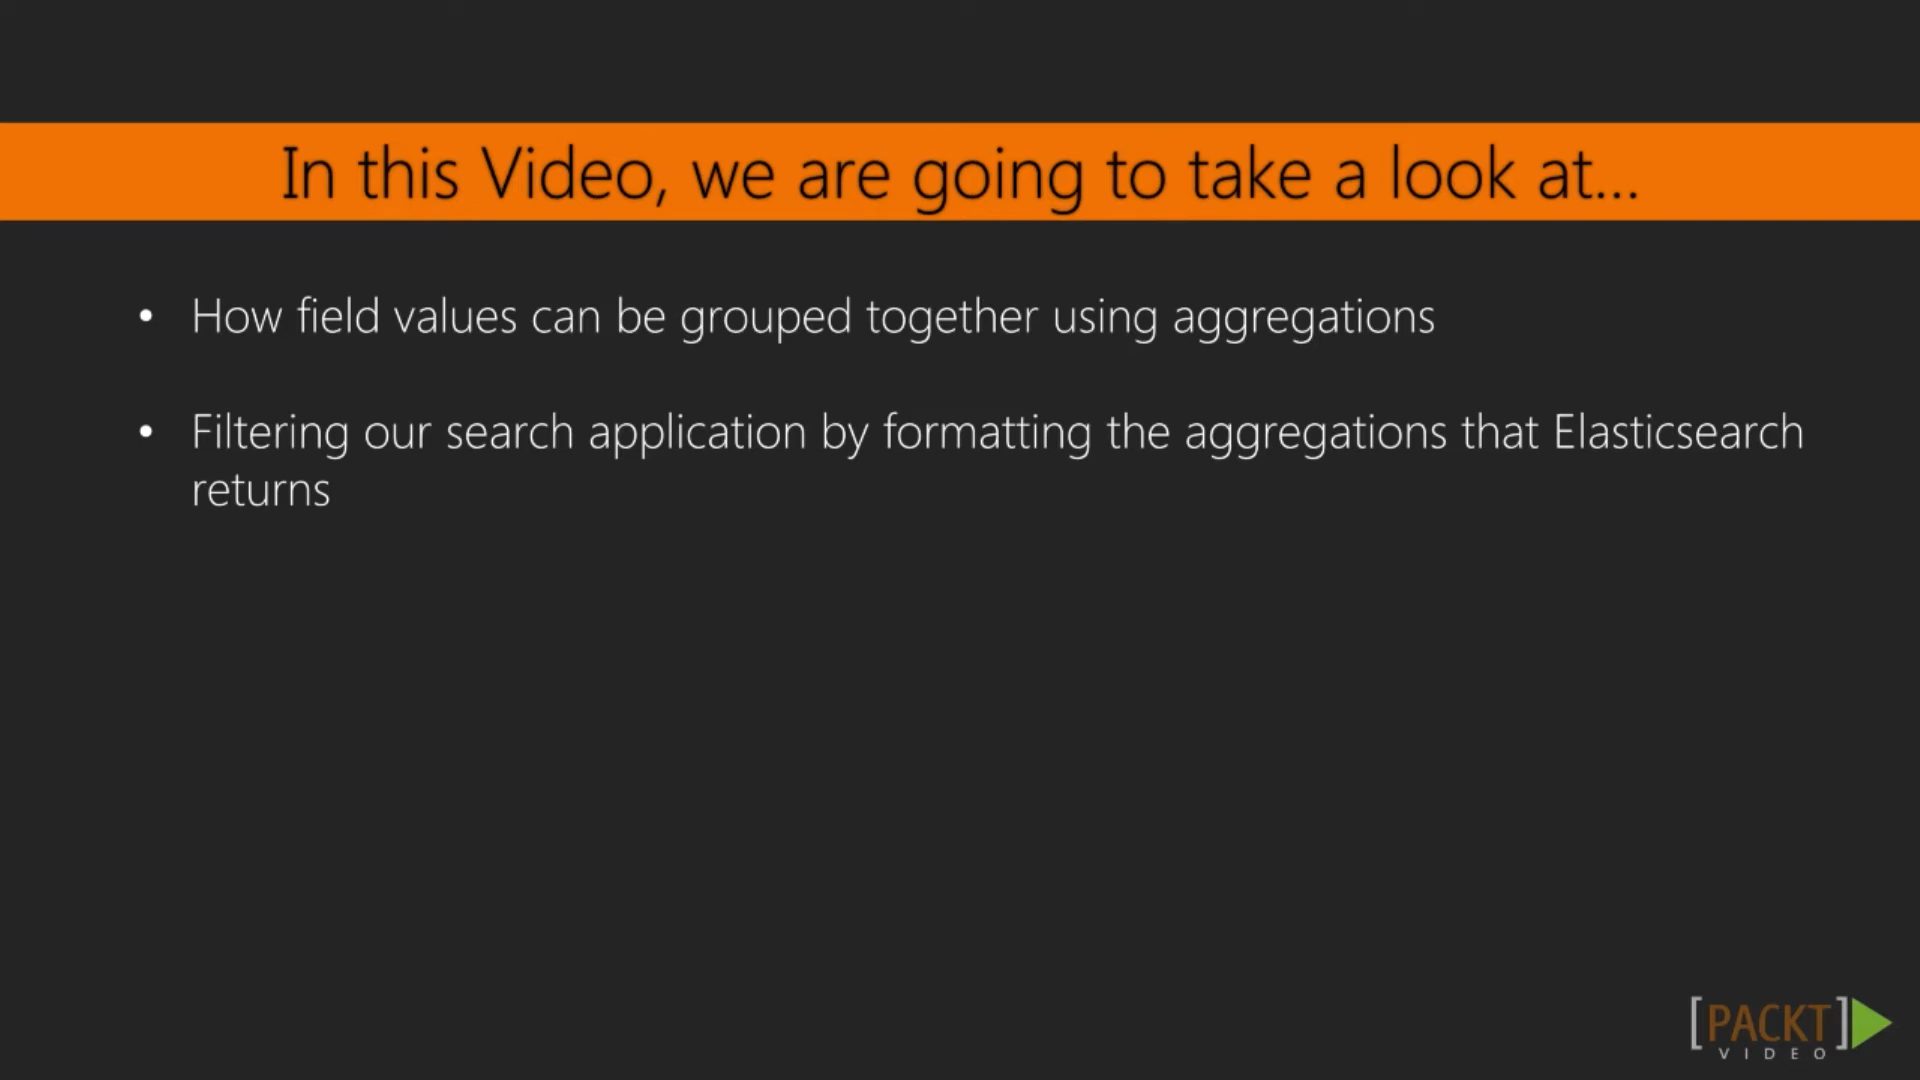 In this Video, we are going to take a look at...
• How field values can be grouped together using aggregations
• Filtering our search application by formatting the aggregations that Elasticsearch
returns
[PACKT]
VIDEO